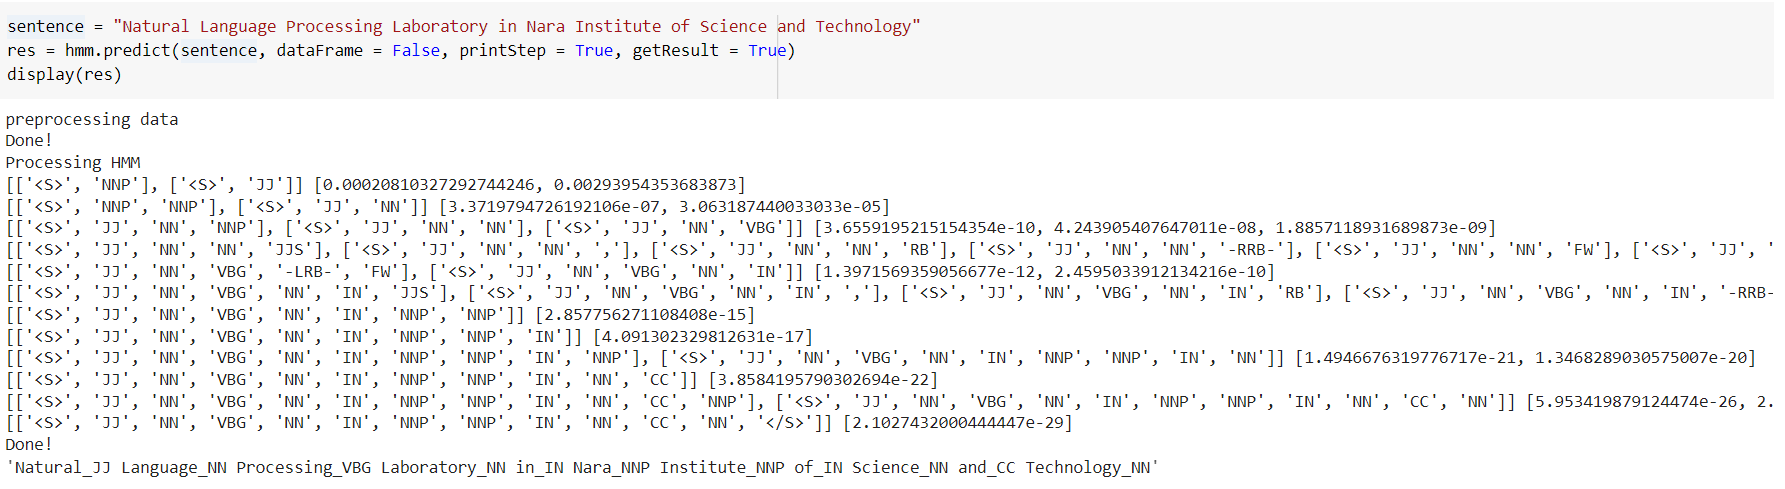 sentence = "Natural Language Processing Laboratory in Nara Institute of Science and Technology"
res = hmm.predict(sentence, dataFrame = False, printStep = True, getResult = True)
display(res)
preprocessing data
Done!
Processing HMM
[['<S>', 'NNP'], ['<S>', 'JJ']] [0.00020810327292744246, 0.00293954353683873]
[['<S>', 'NNP', 'NNP'], ['<S>', 'JJ', 'NN']] [3.3719794726192106e-07, 3.063187440033033e-05]
[['<S>', 'JJ', 'NN', 'NNP'], ['<S>', 'JJ', 'NN', 'NN'], ['<S>', 'JJ', 'NN', 'VBG']] [3.6559195215154354e-10, 4.243905407647011e-08, 1.8857118931689873e-09]
[['<S>', 'JJ', 'NN', 'NN', 'JJS'], ['<S>', 'JJ', 'NN', 'NN', ','], ['<S>', 'JJ', 'NN', 'NN', 'RB'], ['<S>', 'JJ', 'NN', 'NN', '-RRB-'], ['<S>', 'JJ', 'NN', 'NN', 'FW'], ['<S>', 'JJ', '
[['<S>', 'JJ', 'NN', 'VBG', '-LRB-', 'FW'], ['<S>', 'JJ', 'NN', 'VBG', 'NN', 'IN']] [1.3971569359056677e-12, 2.4595033912134216e-10]
[['<S>', 'JJ', 'NN', 'VBG', 'NN', 'IN', 'JJS'], ['<S>', 'JJ', 'NN', 'VBG', 'NN', 'IN', ','], ['<S>', 'JJ', 'NN', 'VBG', 'NN', 'IN', 'RB'], ['<S>', 'JJ', 'NN', 'VBG', 'NN', 'IN', '-RRB-
[['<S>', 'JJ', 'NN', 'VBG', 'NN', 'IN', 'NNP', 'NNP']] [2.857756271108408e-15]
[['<S>', 'JJ', 'NN', 'VBG', 'NN', 'IN', 'NNP', 'NNP', 'IN']] [4.091302329812631e-17]
[['<S>', 'JJ', 'NN', 'VBG', 'NN', 'IN', 'NNP', 'NNP', 'IN', 'NNP'], ['<S>', 'JJ', 'NN', 'VBG', 'NN', 'IN', 'NNP', 'NNP', 'IN', 'NN']] [1.4946676319776717e-21, 1.3468289030575007e-20]
[['<S>', 'JJ', 'NN', 'VBG', 'NN', 'IN', 'NNP', 'NNP', 'IN', 'NN', 'CC']] [3.8584195790302694e-22]
[['<S>', 'JJ', 'NN', 'VBG', 'NN', 'IN', 'NNP', 'NNP', 'IN', 'NN', 'CC', 'NNP'], ['<S>', 'JJ', 'NN', 'VBG', 'NN', 'IN', 'NNP', 'NNP', 'IN', 'NN', 'CC', 'NN']] [5.953419879124474e-26, 2.
[['<S>', 'JJ', 'NN', 'VBG', 'NN', 'IN', 'NNP', 'NNP', 'IN', 'NN', 'CC', 'NN', '</S>']] [2.1027432000444447e-29]
Done!
'Natural_JJ Language_NN Processing_VBG Laboratory_NN in_IN Nara_NNP Institute_NNP of_IN Science_NN and_CC Technology_NN'